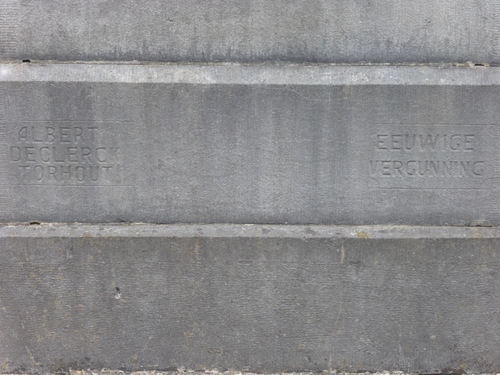 ALBERT
DECLERCK
TORHOUT
EEUWIGE
VERGUNNING